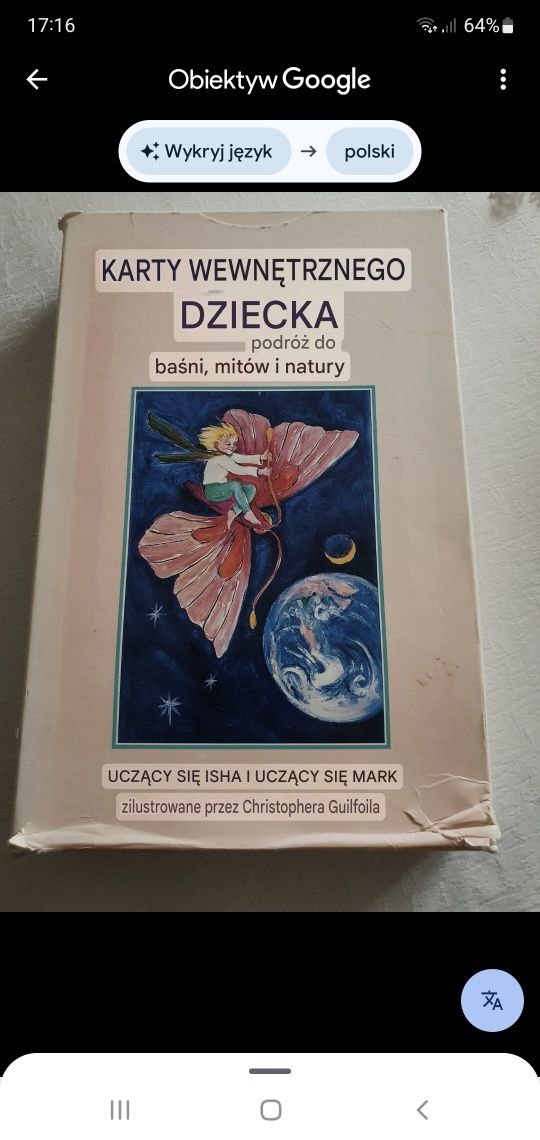 17:16
64%
Obiektyw Google
Wykryj język → polski
KARTY WEWNĘTRZNEGO
DZIECKA
podróż do
baśni, mitów i natury
UCZĄCY SIĘ ISHA I UCZĄCY SIĘ MARK
zilustrowane przez Christophera Guilfoila